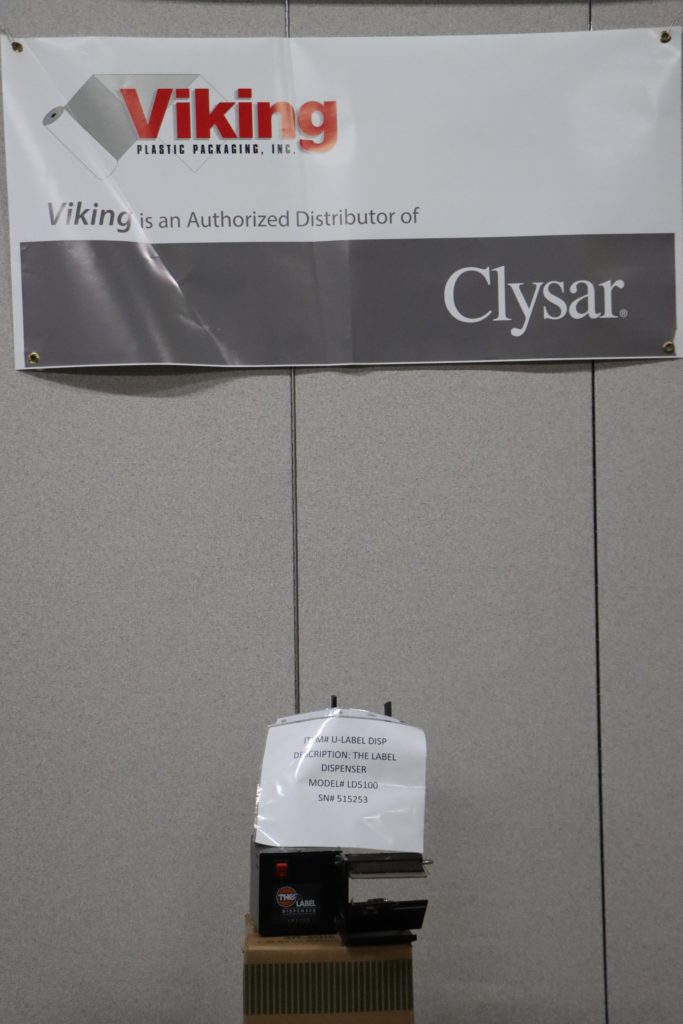 Viking
PLASTIC PACKAGING, INC.
Viking is an Authorized Distributor of
Clysar®
ITEM# U-LABEL DISP
DESCRIPTION: THE LABEL
DISPENSER
MODEL# LD5100
SN# 515253
THE
LABEL
DISPENSER